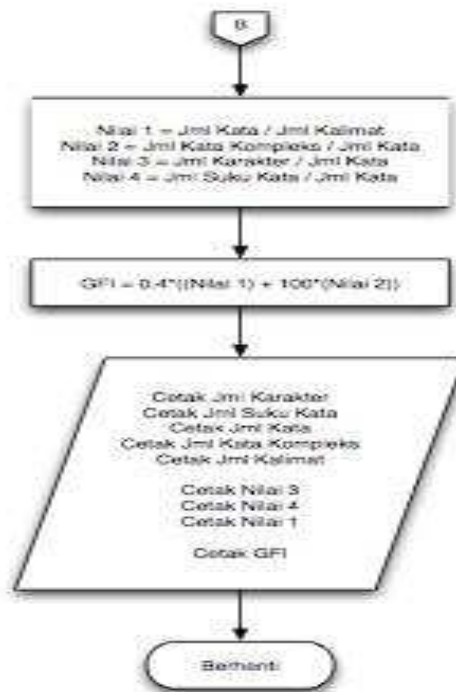 B
Nilai 1 = Jml Kata / Jml Kalimat
Nilai 2 = Jml Kata Kompleks / Jml Kata
Nilai 3 = Jml Karakter / Jml Kata
Nilai 4 = Jml Suku Kata / Jml Kata
GFI = 0.4*((Nilai 1) + 100*(Nilai 2))
Cetak Jml Karakter
Cetak Jml Suku Kata
Cetak Jml Kata
Cetak Jml Kata Kompleks
Cetak Jml Kalimat
Cetak Nilai 3
Cetak Nilai 4
Cetak Nilai 1
Cetak GFI
Berhenti